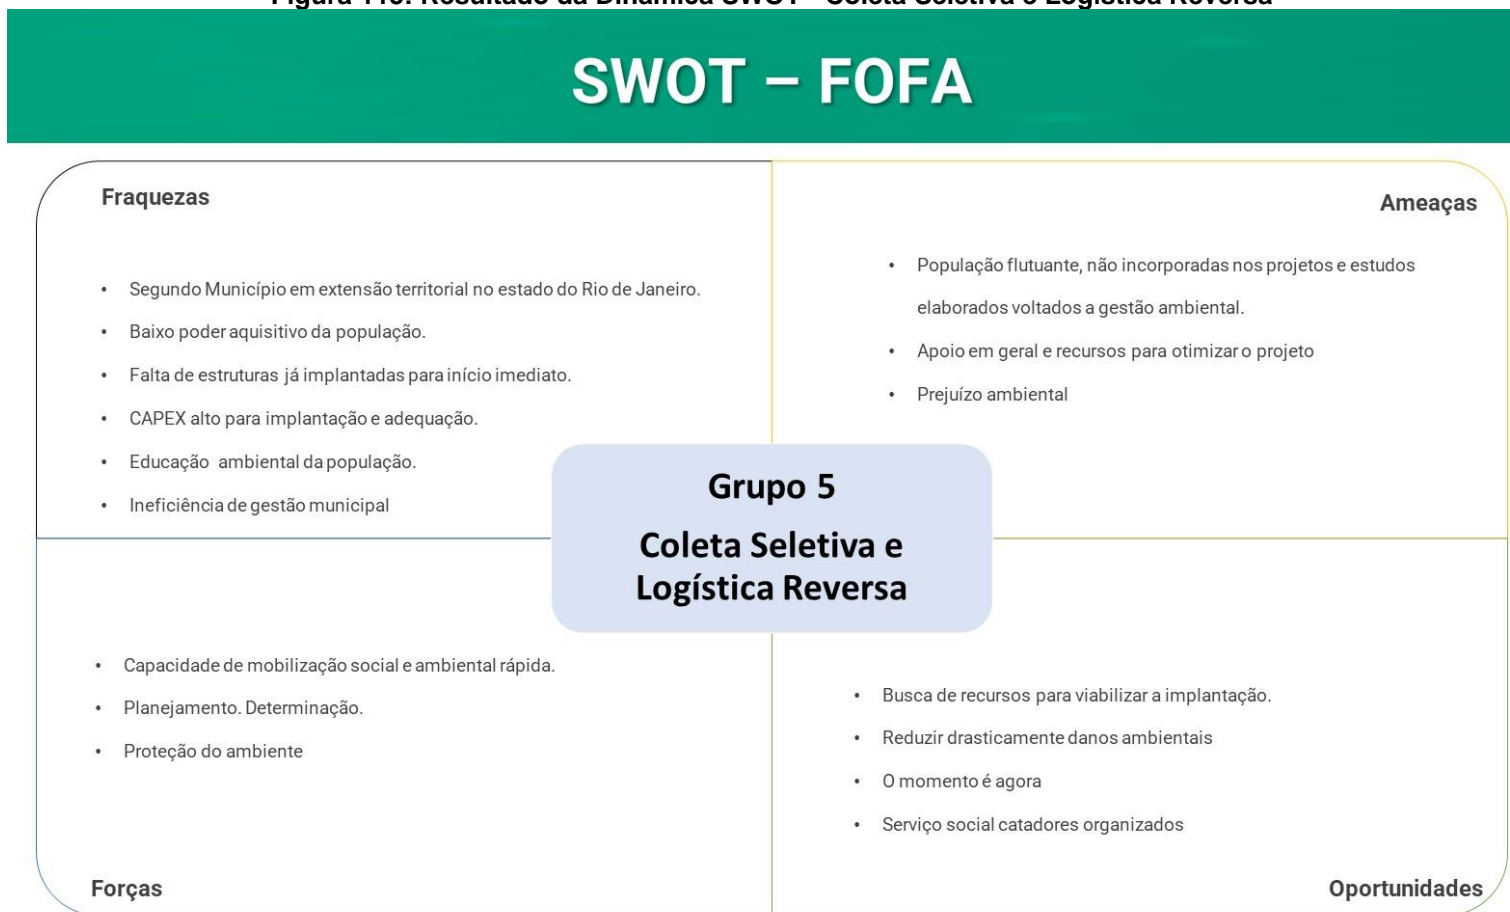 SWOT – FOFA
Fraquezas
• Segundo Município em extensão territorial no estado do Rio de Janeiro.
• Baixo poder aquisitivo da população.
• Falta de estruturas já implantadas para início imediato.
• CAPEX alto para implantação e adequação.
• Educação ambiental da população.
• Ineficiência de gestão municipal
Ameaças
• População flutuante, não incorporadas nos projetos e estudos
elaborados voltados a gestão ambiental.
• Apoio em geral e recursos para otimizar o projeto
• Prejuízo ambiental
Grupo 5
Coleta Seletiva e
Logística Reversa
• Capacidade de mobilização social e ambiental rápida.
• Planejamento. Determinação.
• Proteção do ambiente
Forças
• Busca de recursos para viabilizar a implantação.
• Reduzir drasticamente danos ambientais
• O momento é agora
• Serviço social catadores organizados
Oportunidades